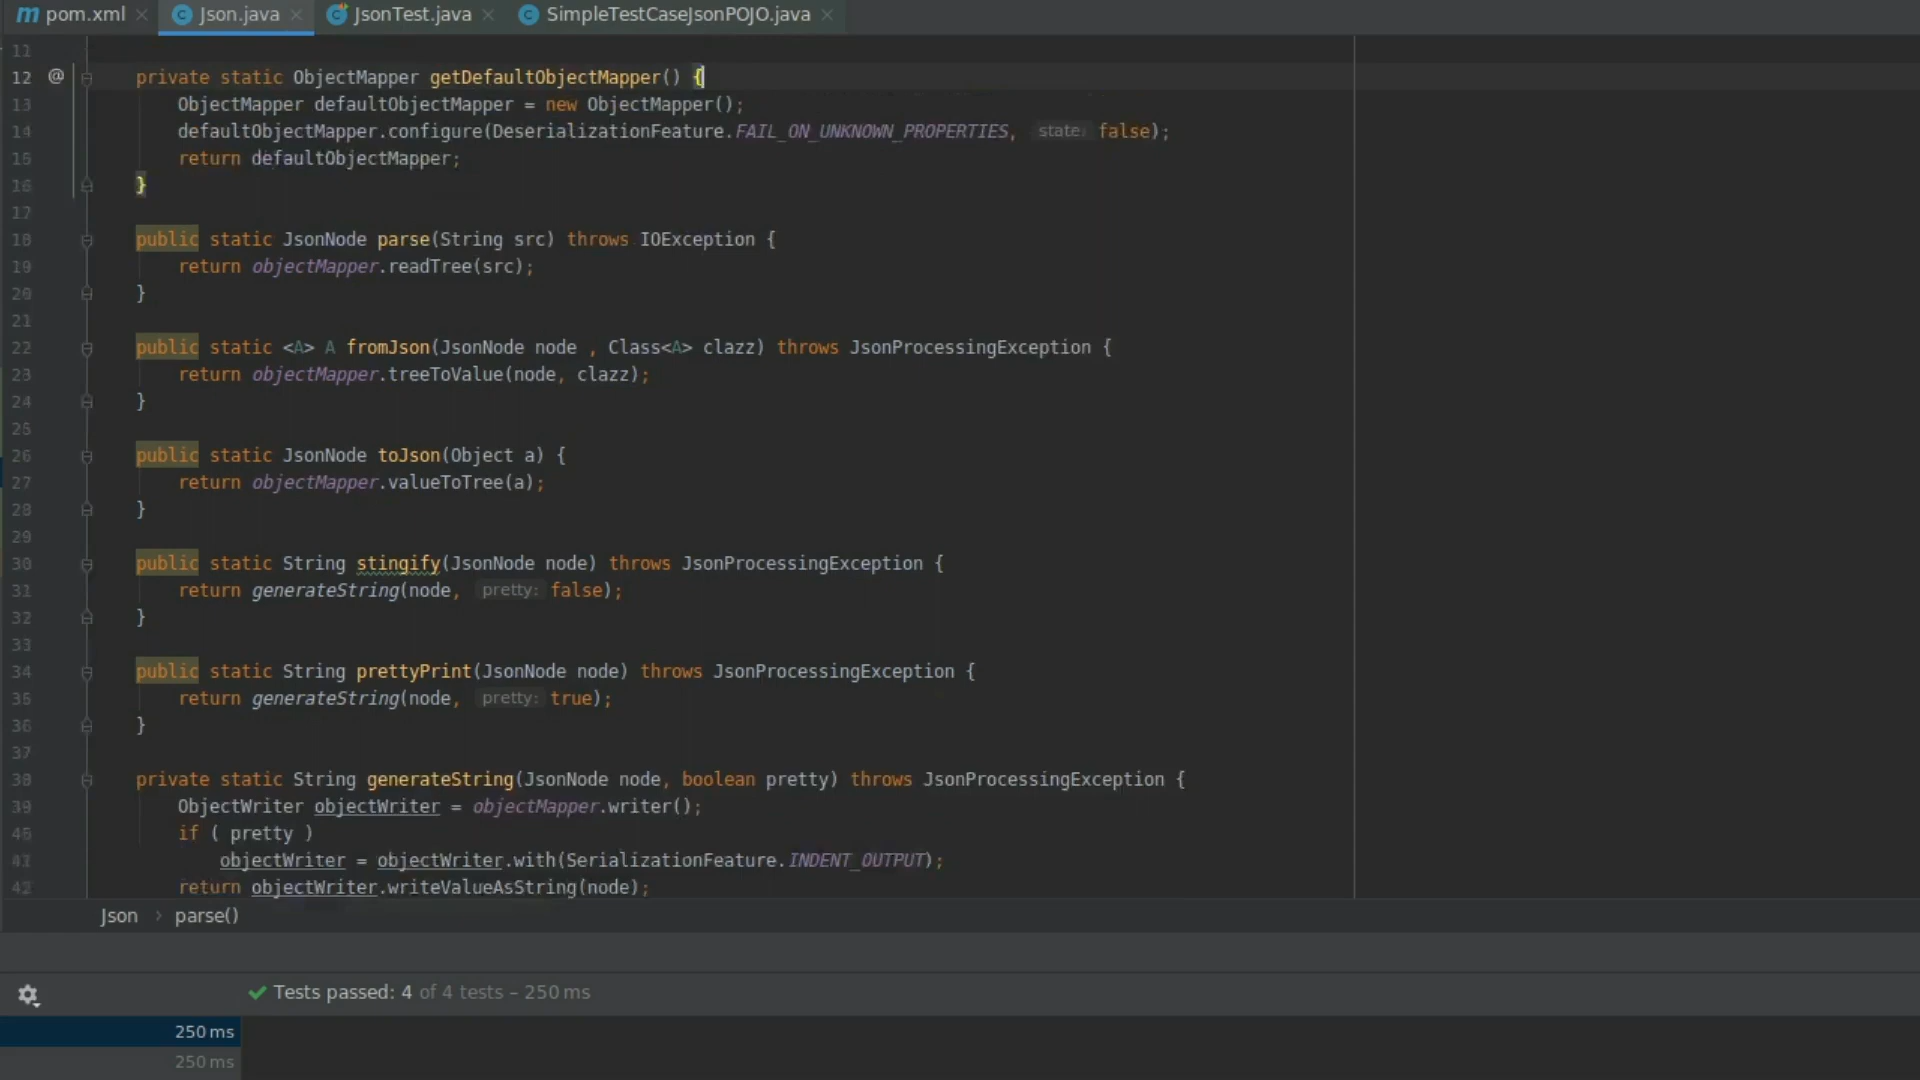 pom.xml Json.java JsonTest.java SimpleTestCaseJsonPOJO.java
11
12 @ private static ObjectMapper getDefaultObjectMapper() {
13 ObjectMapper defaultObjectMapper = new ObjectMapper();
14 defaultObjectMapper.configure(DeserializationFeature.FAIL_ON_UNKNOWN_PROPERTIES, state: false);
15 return defaultObjectMapper;
16 }
17
18 public static JsonNode parse(String src) throws IOException {
19 return objectMapper.readTree(src);
20 }
21
22 public static <A> A fromJson(JsonNode node , Class<A> clazz) throws JsonProcessingException {
23 return objectMapper.treeToValue(node, clazz);
24 }
25
26 public static JsonNode toJson(Object a) {
27 return objectMapper.valueToTree(a);
28 }
29
30 public static String stingify(JsonNode node) throws JsonProcessingException {
31 return generateString(node, pretty: false);
32 }
33
34 public static String prettyPrint(JsonNode node) throws JsonProcessingException {
35 return generateString(node, pretty: true);
36 }
37
38 private static String generateString(JsonNode node, boolean pretty) throws JsonProcessingException {
39 ObjectWriter objectWriter = objectMapper.writer();
40 if ( pretty )
41 objectWriter = objectWriter.with(SerializationFeature.INDENT_OUTPUT);
42 return objectWriter.writeValueAsString(node);
Json > parse()
Tests passed: 4 of 4 tests – 250 ms
250 ms
250 ms